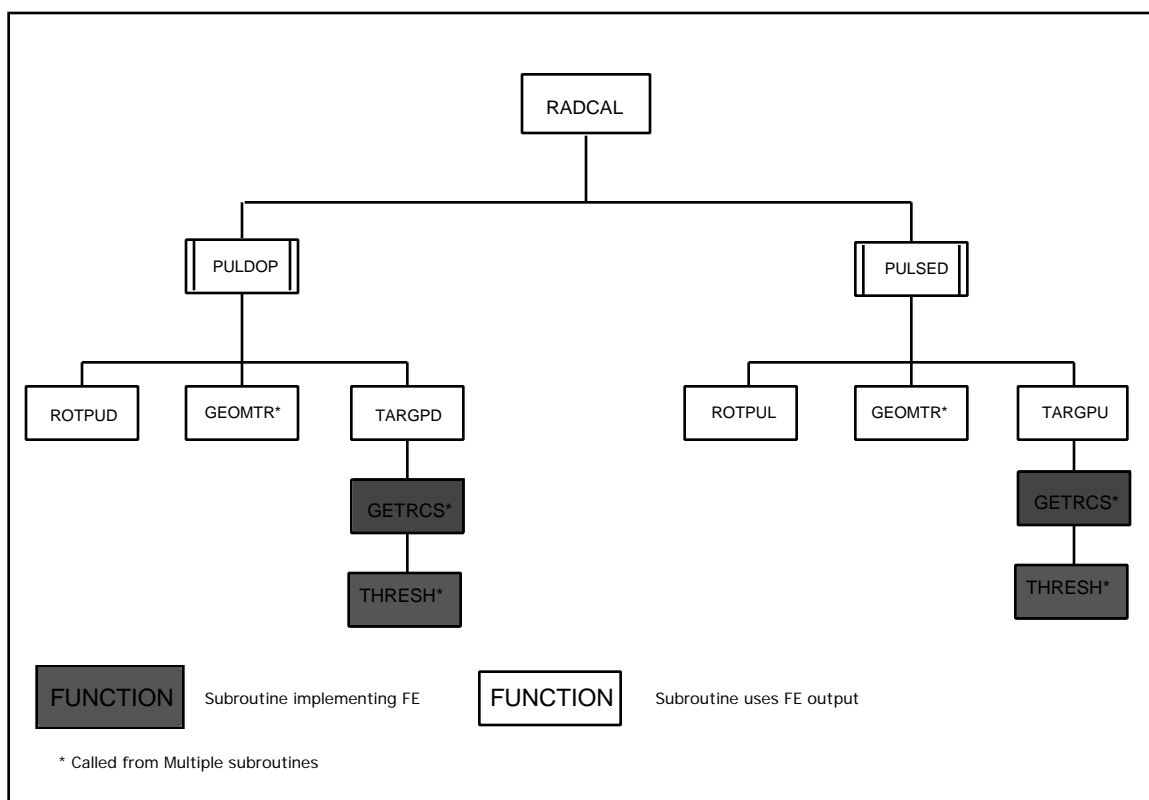 RADCAL
PULDOP
PULSED
ROTPUD
GEOMTR*
TARGPD
ROTPUL
GEOMTR*
TARGPU
GETRCS*
GETRCS*
THRESH*
THRESH*
FUNCTION
Subroutine implementing FE
FUNCTION
Subroutine uses FE output
* Called from Multiple subroutines